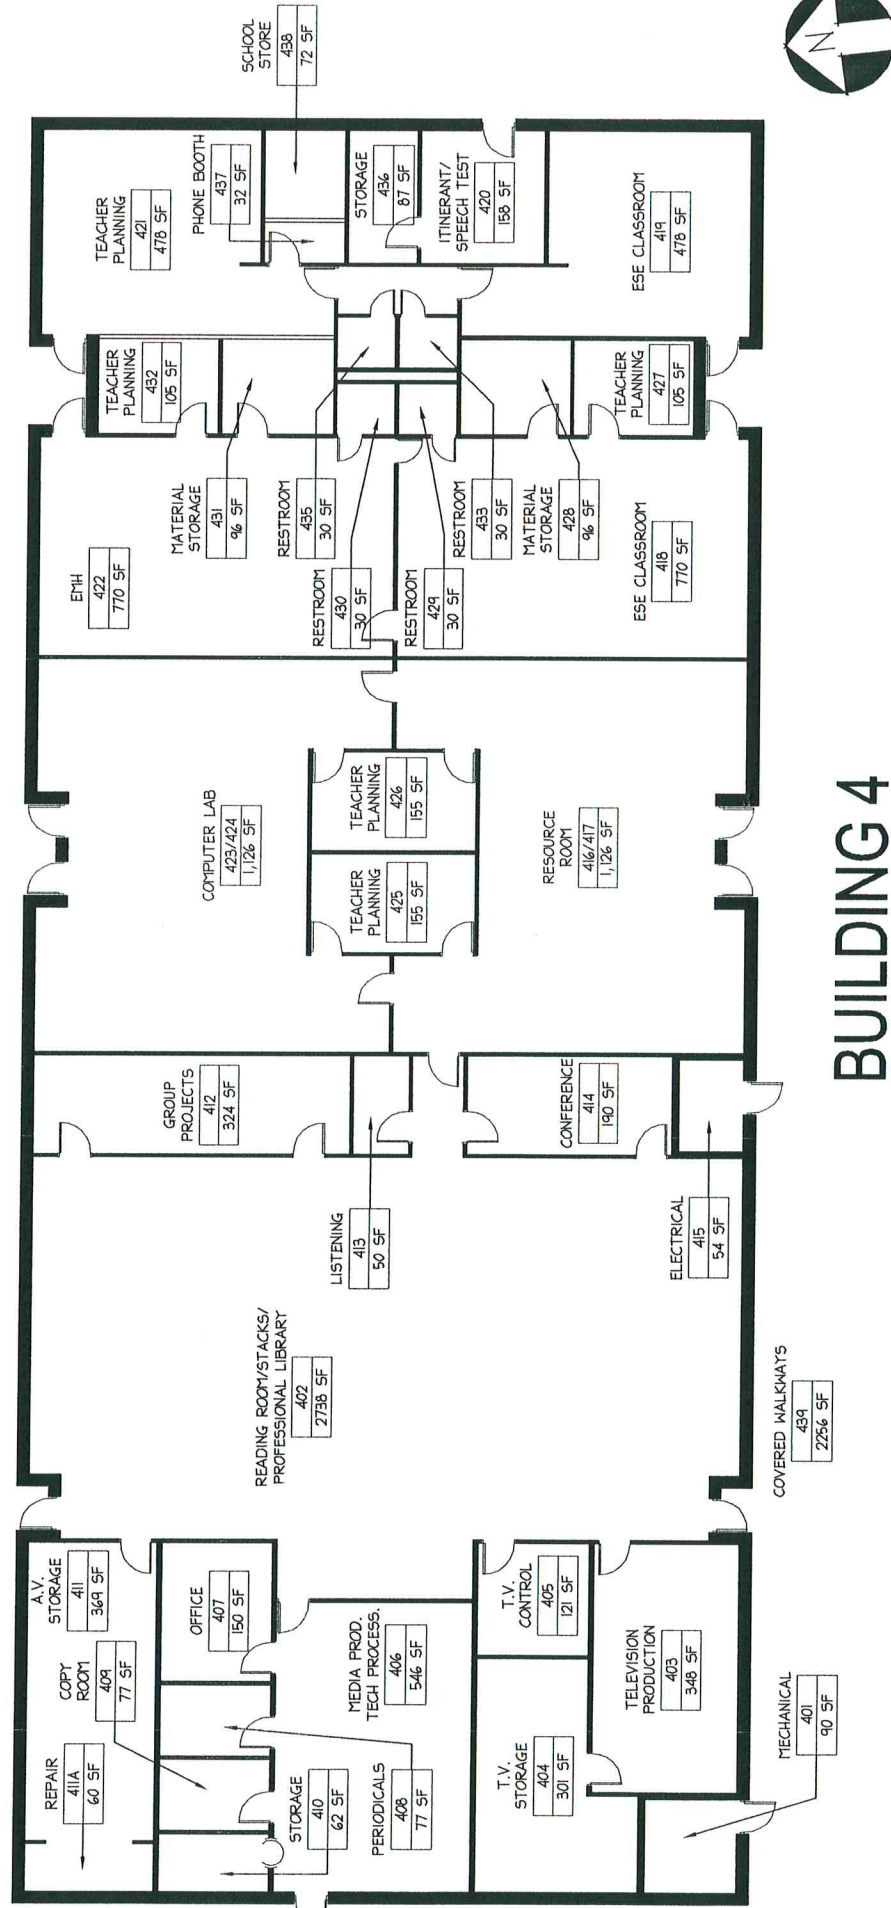 SCHOOL
STORE
438
72 SF
N
TEACHER
PLANNING
421
478 SF
PHONE BOOTH
437
32 SF
STORAGE
436
87 SF
ITINERANT/
SPEECH TEST
420
158 SF
ESE CLASSROOM
419
478 SF
TEACHER
PLANNING
432
105 SF
TEACHER
PLANNING
427
105 SF
EMH
422
770 SF
MATERIAL
STORAGE
431
96 SF
RESTROOM
435
30 SF
RESTROOM
430
30 SF
RESTROOM
429
30 SF
RESTROOM
433
30 SF
MATERIAL
STORAGE
428
96 SF
ESE CLASSROOM
418
770 SF
COMPUTER LAB
423/424
1,126 SF
TEACHER
PLANNING
426
155 SF
TEACHER
PLANNING
425
155 SF
RESOURCE
ROOM
416/417
1,126 SF
GROUP
PROJECTS
412
324 SF
LISTENING
413
50 SF
CONFERENCE
414
190 SF
ELECTRICAL
415
54 SF
READING ROOM/STACKS/
PROFESSIONAL LIBRARY
402
2738 SF
COVERED WALKWAYS
439
2256 SF
A.V.
STORAGE
411
369 SF
COPY
ROOM
409
77 SF
REPAIR
411A
60 SF
OFFICE
407
150 SF
STORAGE
410
62 SF
PERIODICALS
408
77 SF
MEDIA PROD.
TECH PROCESS.
406
546 SF
T.V.
CONTROL
405
121 SF
T.V.
STORAGE
404
301 SF
TELEVISION
PRODUCTION
403
348 SF
MECHANICAL
401
90 SF
BUILDING 4